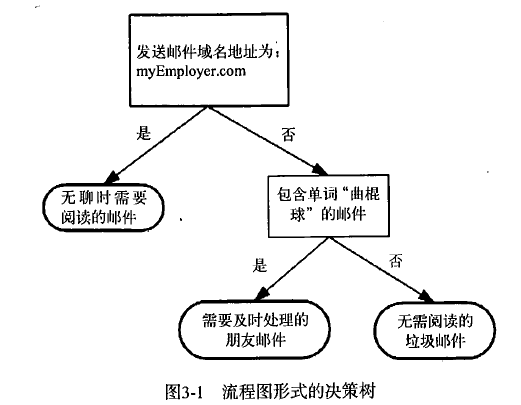 发送邮件域名地址为：
myEmployer.com
是
否
无聊时需要
阅读的邮件
包含单词“曲棍
球”的邮件
是
否
需要及时处理的
朋友邮件
无需阅读的
垃圾邮件
图3-1 流程图形式的决策树